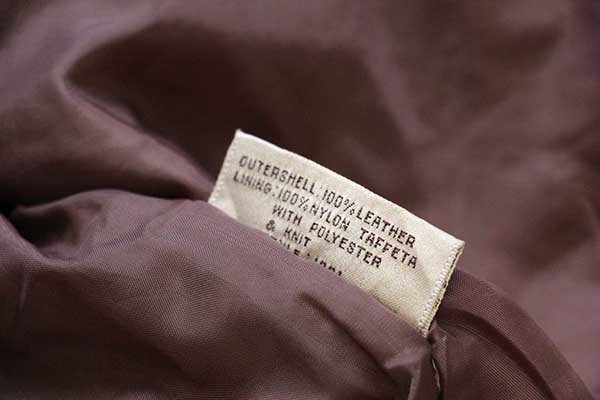 OUTERSHELL:100%LEATHER
LINING:100%NYLON TAFFETA
WITH POLYESTER
& KNIT